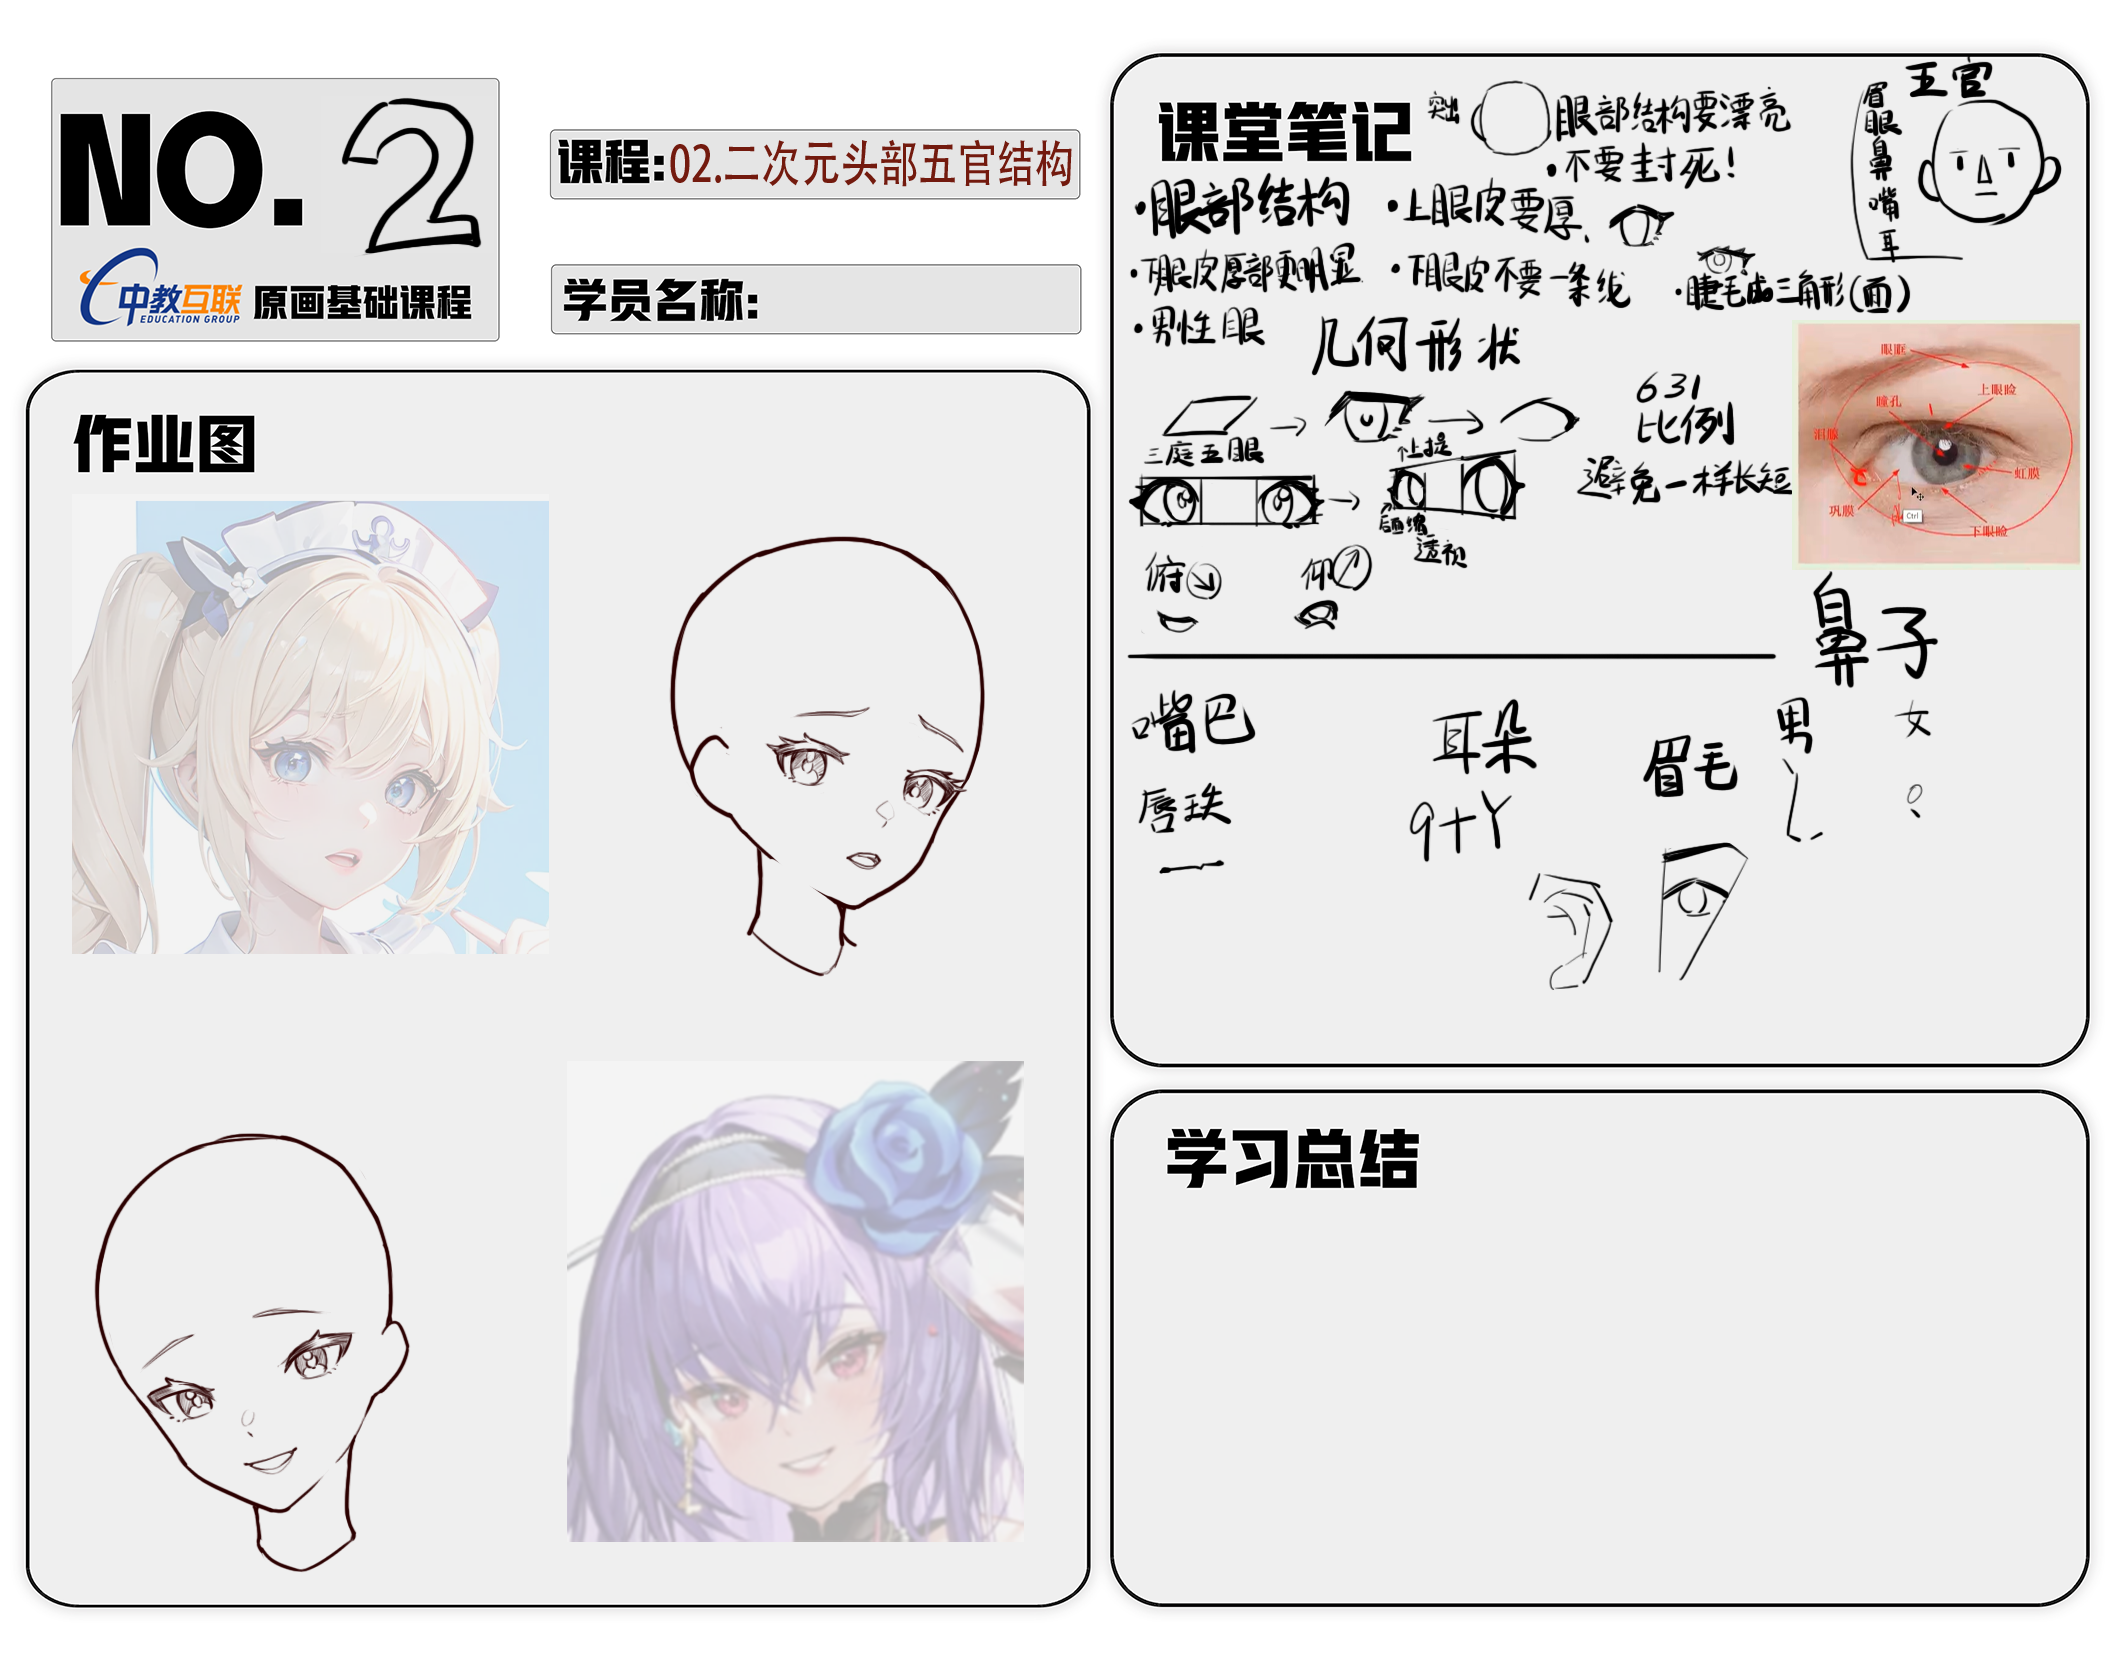 NO. 2
中教互联
EDUCATION GROUP
原画基础课程
课程:02.二次元头部五官结构
学员名称:
作业图
课堂笔记
突出
眼部结构要漂亮
•不要封死!
五官
眉
眼
鼻
嘴
耳
•眼部结构
•上眼皮要厚、
•下眼皮厚部更明显
•下眼皮不要一条线
•睫毛成三角形(面)
•男性眼
几何形状
631
比例
避免一样长短
三庭五眼
↑上提
后面缩
透视
俯
仰
眼眶
上眼睑
瞳孔
泪腺
虹膜
巩膜
下眼睑
Ctrl
鼻子
男
女
嘴巴
唇珠
耳朵
9+Y
眉毛
学习总结